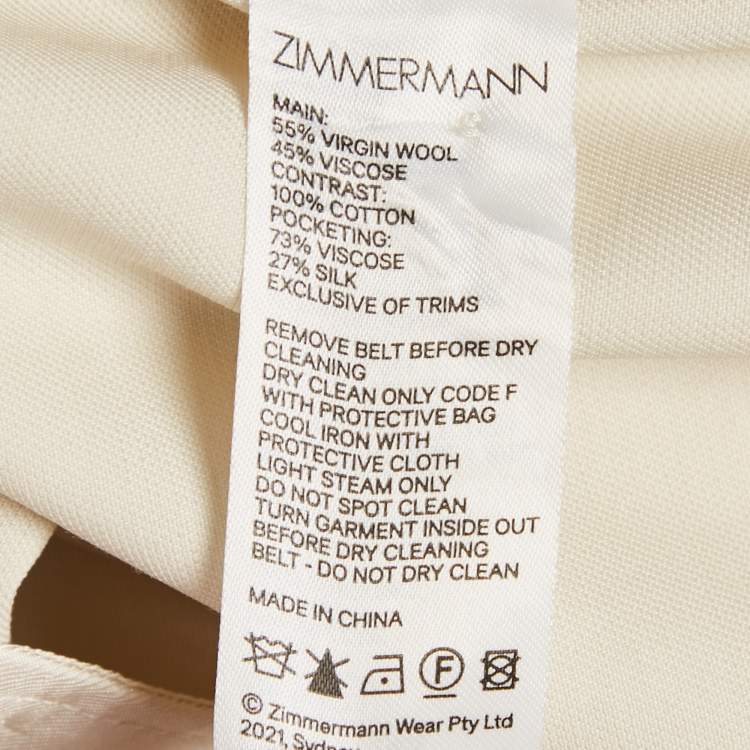 ZIMMERMANN
MAIN:
55% VIRGIN WOOL
45% VISCOSE
CONTRAST:
100% COTTON
POCKETING:
73% VISCOSE
27% SILK
EXCLUSIVE OF TRIMS
REMOVE BELT BEFORE DRY
CLEANING
DRY CLEAN ONLY CODE F
WITH PROTECTIVE BAG
COOL IRON WITH
PROTECTIVE CLOTH
LIGHT STEAM ONLY
DO NOT SPOT CLEAN
TURN GARMENT INSIDE OUT
BEFORE DRY CLEANING
BELT - DO NOT DRY CLEAN
MADE IN CHINA
F
© Zimmermann Wear Pty Ltd
2021, Sydney